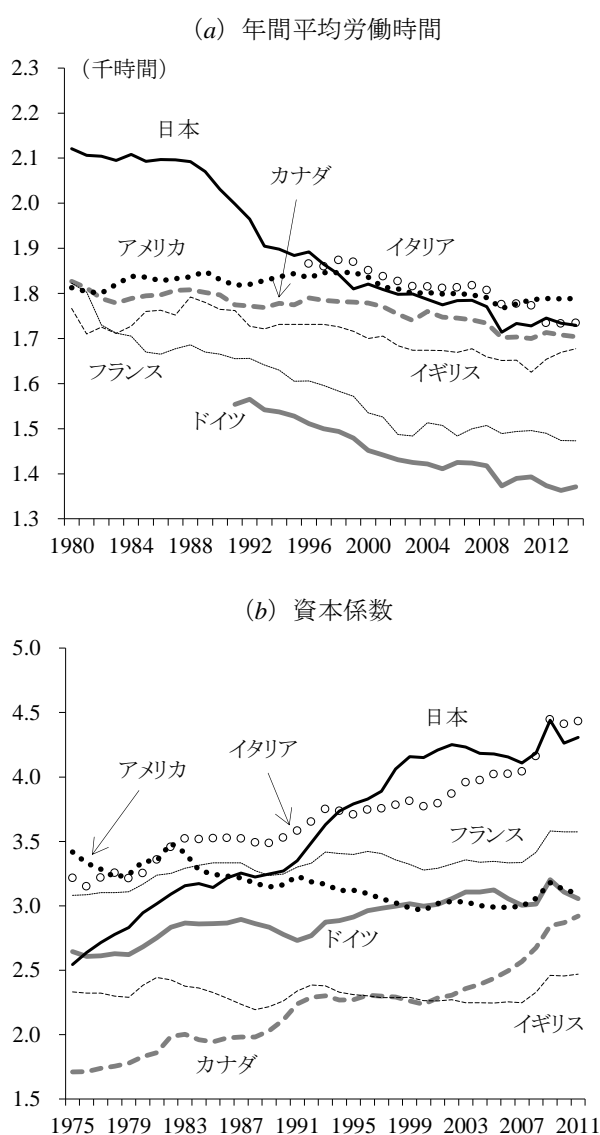 (a) 年間平均労働時間
2.3
(千時間)
2.2
日本
2.1
カナダ
2.0
アメリカ
イタリア
1.9
1.8
1.7
フランス
イギリス
1.6
ドイツ
1.5
1.4
1.3
1980 1984 1988 1992 1996 2000 2004 2008 2012
(b) 資本係数
5.0
日本
4.5
イタリア
アメリカ
4.0
フランス
3.5
3.0
ドイツ
2.5
イギリス
2.0
カナダ
1.5
1975 1979 1983 1987 1991 1995 1999 2003 2007 2011